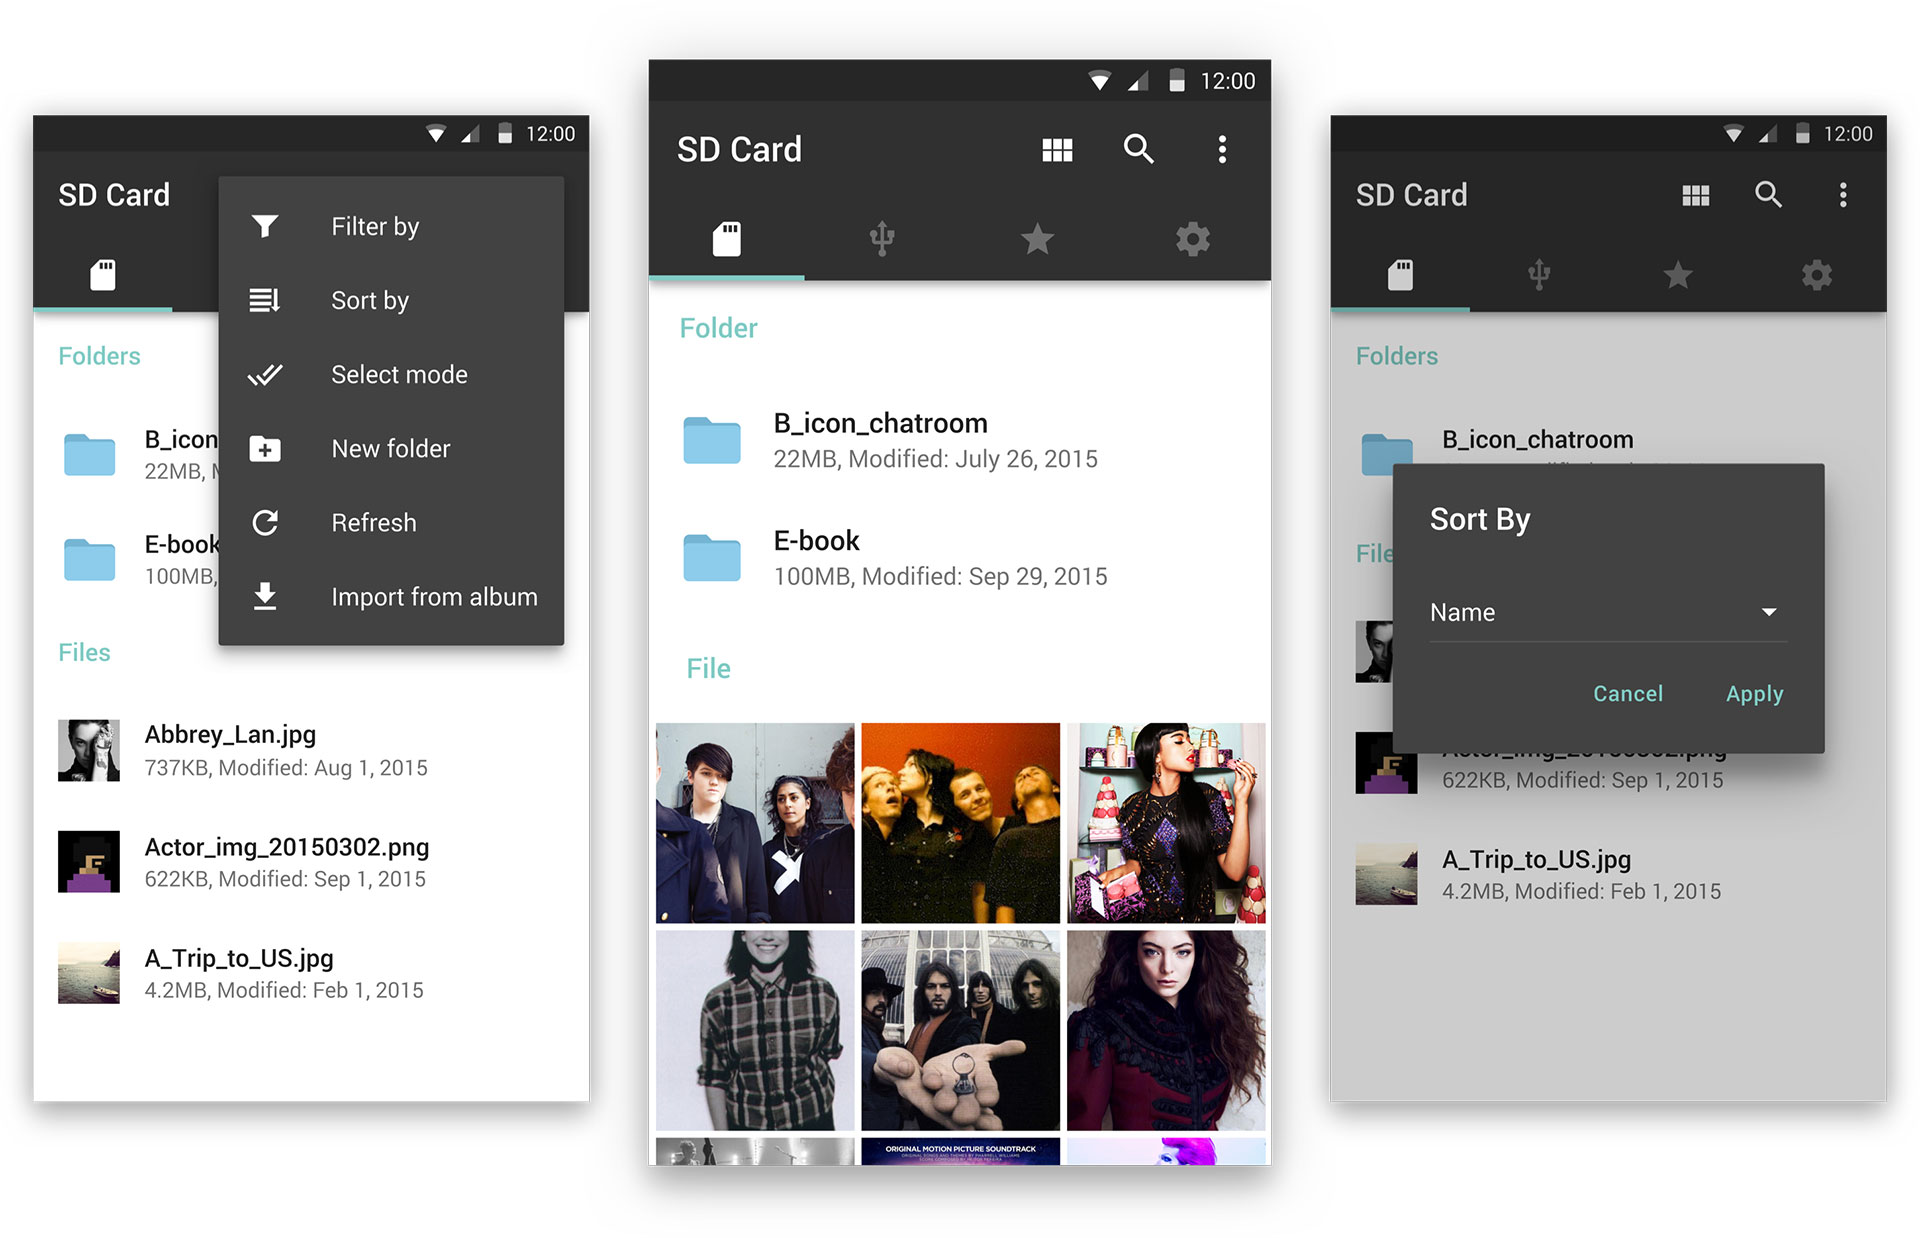 12:00
SD Card
Filter by
Sort by
Select mode
New folder
Refresh
Import from album
Folders
B_icon
22MB,
E-book
100MB,
Files
Abbrey_Lan.jpg
737KB, Modified: Aug 1, 2015
Actor_img_20150302.png
622KB, Modified: Sep 1, 2015
A_Trip_to_US.jpg
4.2MB, Modified: Feb 1, 2015
12:00
SD Card
Folder
B_icon_chatroom
22MB, Modified: July 26, 2015
E-book
100MB, Modified: Sep 29, 2015
File
ORIGINAL MOTION PICTURE SOUNDTRACK
12:00
SD Card
Folders
B_icon_chatroom
Sort By
File
Name
Cancel Apply
Actor_img_20150302.png
622KB, Modified: Sep 1, 2015
A_Trip_to_US.jpg
4.2MB, Modified: Feb 1, 2015